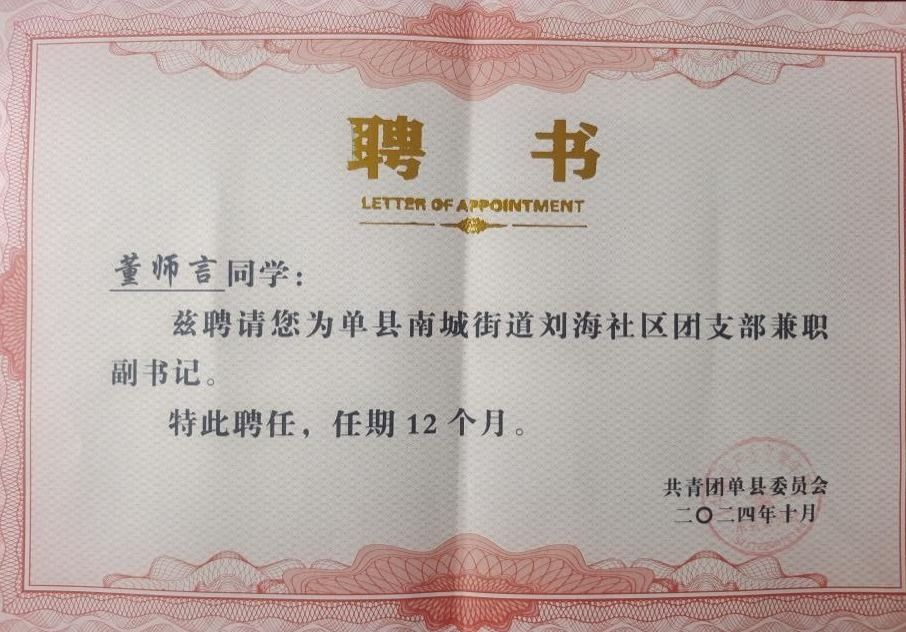 聘 书
LETTER OF APPOINTMENT
董师言同学：
兹聘请您为单县南城街道刘海社区团支部兼职
副书记。
特此聘任，任期12个月。
共青团单县委员会
二〇二四年十月